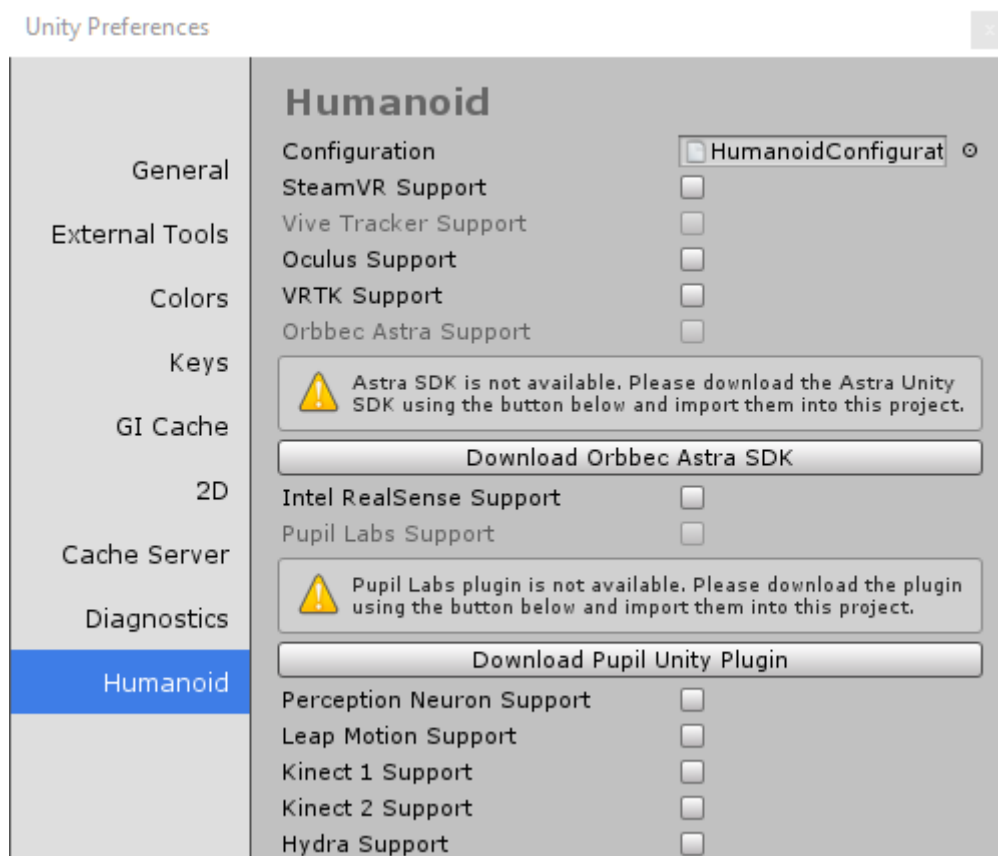 Unity Preferences
General
External Tools
Colors
Keys
GI Cache
2D
Cache Server
Diagnostics
Humanoid
Humanoid
Configuration HumanoidConfigurat
SteamVR Support
Vive Tracker Support
Oculus Support
VRTK Support
Orbbec Astra Support
Astra SDK is not available. Please download the Astra Unity
SDK using the button below and import them into this project.
Download Orbbec Astra SDK
Intel RealSense Support
Pupil Labs Support
Pupil Labs plugin is not available. Please download the plugin
using the button below and import them into this project.
Download Pupil Unity Plugin
Perception Neuron Support
Leap Motion Support
Kinect 1 Support
Kinect 2 Support
Hydra Support